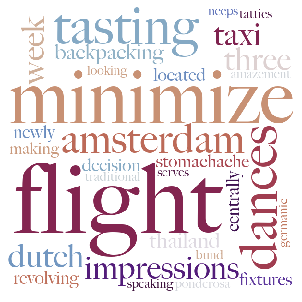 neeps tatties
tasting
week
taxi
backpacking
three
looking located amazement
minimize
newly
making amsterdam
decision stomachache
traditional serves
flight
centrally
dances
germanic
thailand
dutch bund
revolving impressions
speaking ponderosa fixtures